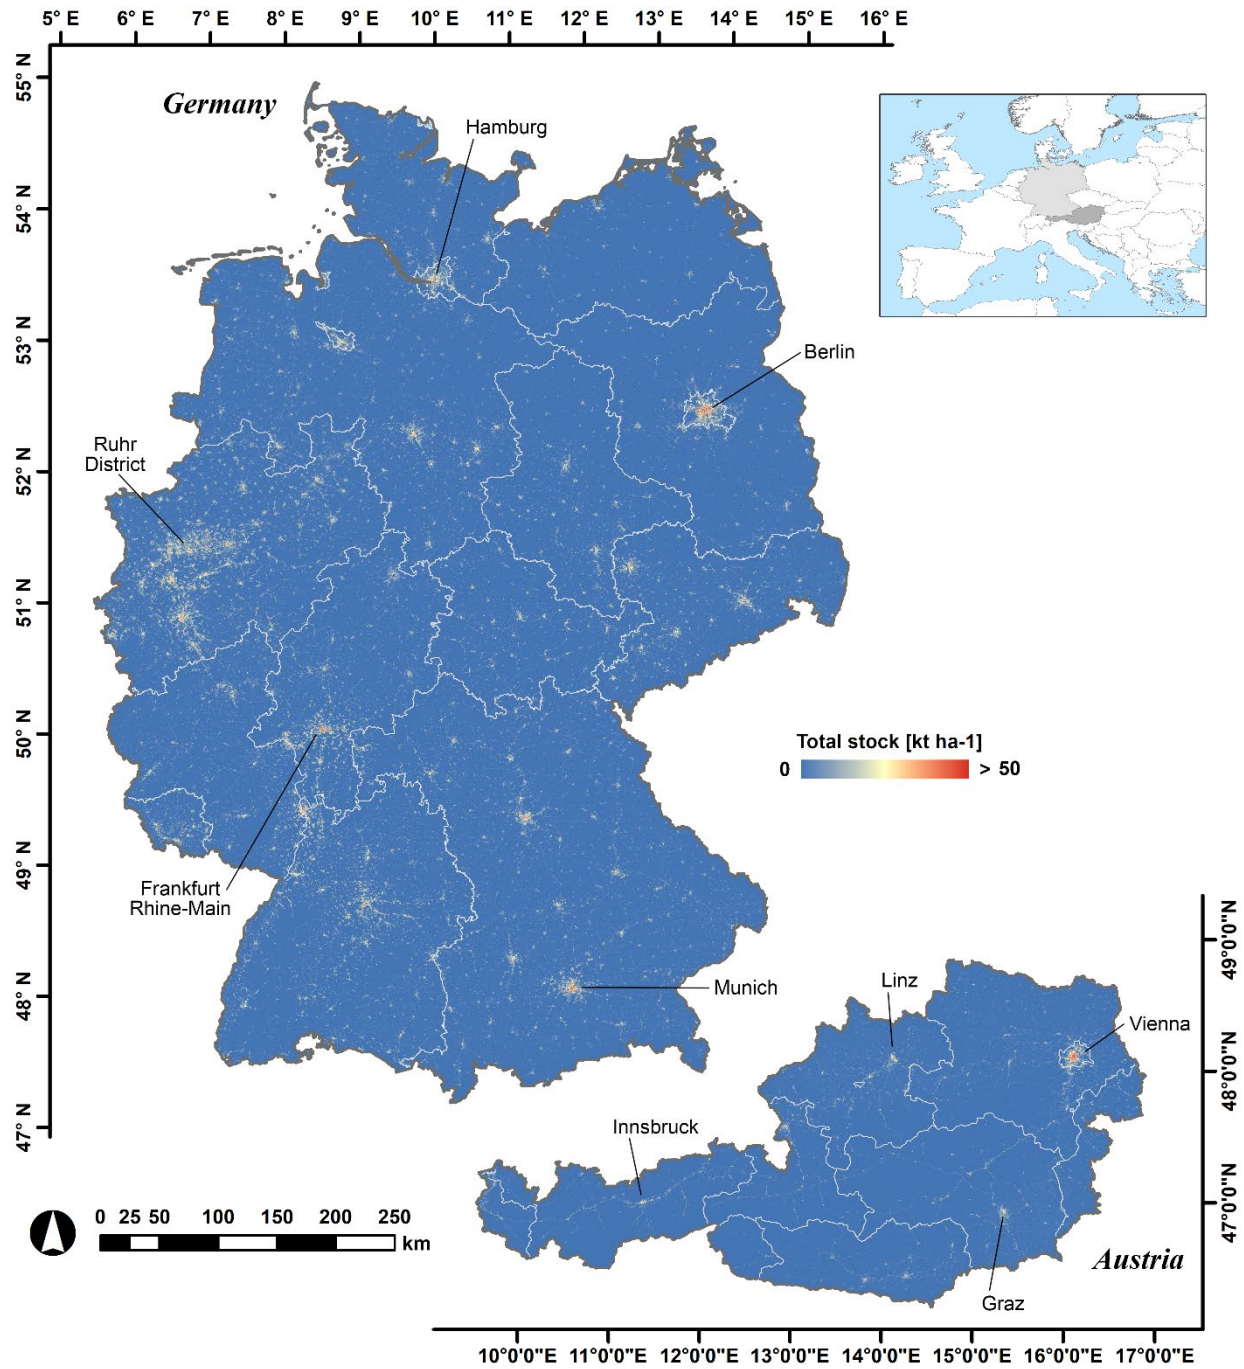 5° E 6° E 7° E 8° E 9° E 10° E 11° E 12° E 13° E 14° E 15° E 16° E
55° N
Germany
Hamburg
54° N
53° N
Berlin
Ruhr
District
52° N
51° N
50° N
Total stock [kt ha-1]
0 > 50
49° N
Frankfurt
Rhine-Main
49°0'0"N
48° N
Munich
Linz
Vienna
48°0'0"N
47° N
Innsbruck
47°0'0"N
0 25 50 100 150 200 250
km
Austria
Graz
10°0'0"E 11°0'0"E 12°0'0"E 13°0'0"E 14°0'0"E 15°0'0"E 16°0'0"E 17°0'0"E